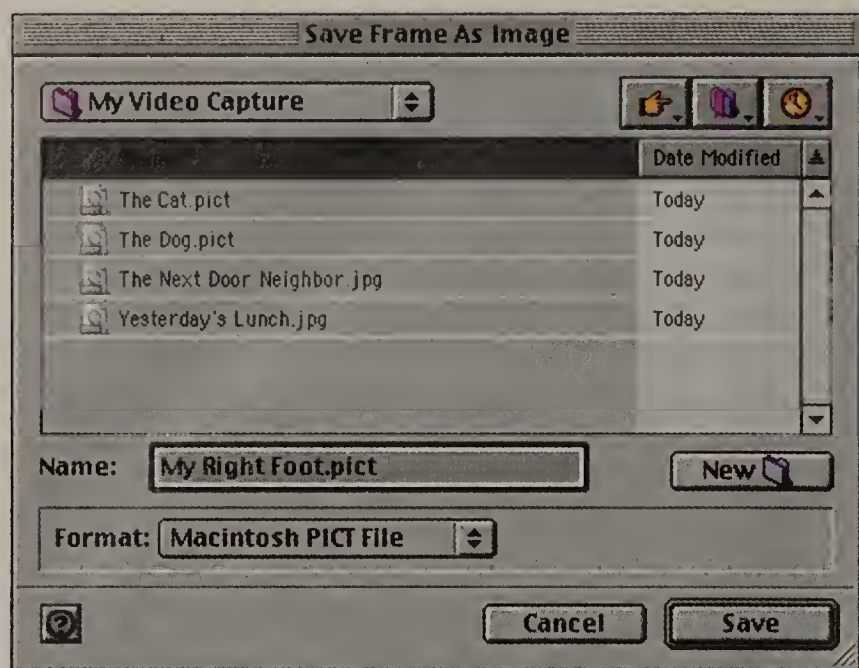 Save Frame As Image
My Video Capture
Date Modified
The Cat.pict Today
The Dog.pict Today
The Next Door Neighbor.jpg Today
Yesterday's Lunch.jpg Today
Name: My Right Foot.pict New
Format: Macintosh PICT File
?
Cancel Save